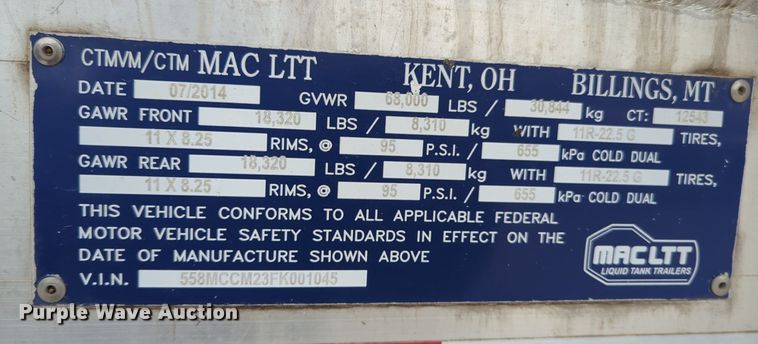 CTMVM/CTM MAC LTT KENT, OH BILLINGS, MT
DATE 07/2014 GVWR 68,000 LBS / 30,844 kg CT: 12543
GAWR FRONT 18,320 LBS / 8,310 kg WITH 11R-22.5 G TIRES,
11 X 8.25 RIMS, @ 95 P.S.I. / 655 kPa COLD DUAL
GAWR REAR 18,320 LBS / 8,310 kg WITH 11R-22.5 G TIRES,
11 X 8.25 RIMS, @ 95 P.S.I. / 655 kPa COLD DUAL
THIS VEHICLE CONFORMS TO ALL APPLICABLE FEDERAL
MOTOR VEHICLE SAFETY STANDARDS IN EFFECT ON THE
DATE OF MANUFACTURE SHOWN ABOVE
V.I.N. 558MCCM23FK001045
MAC LTT
LIQUID TANK TRAILERS
Purple Wave Auction